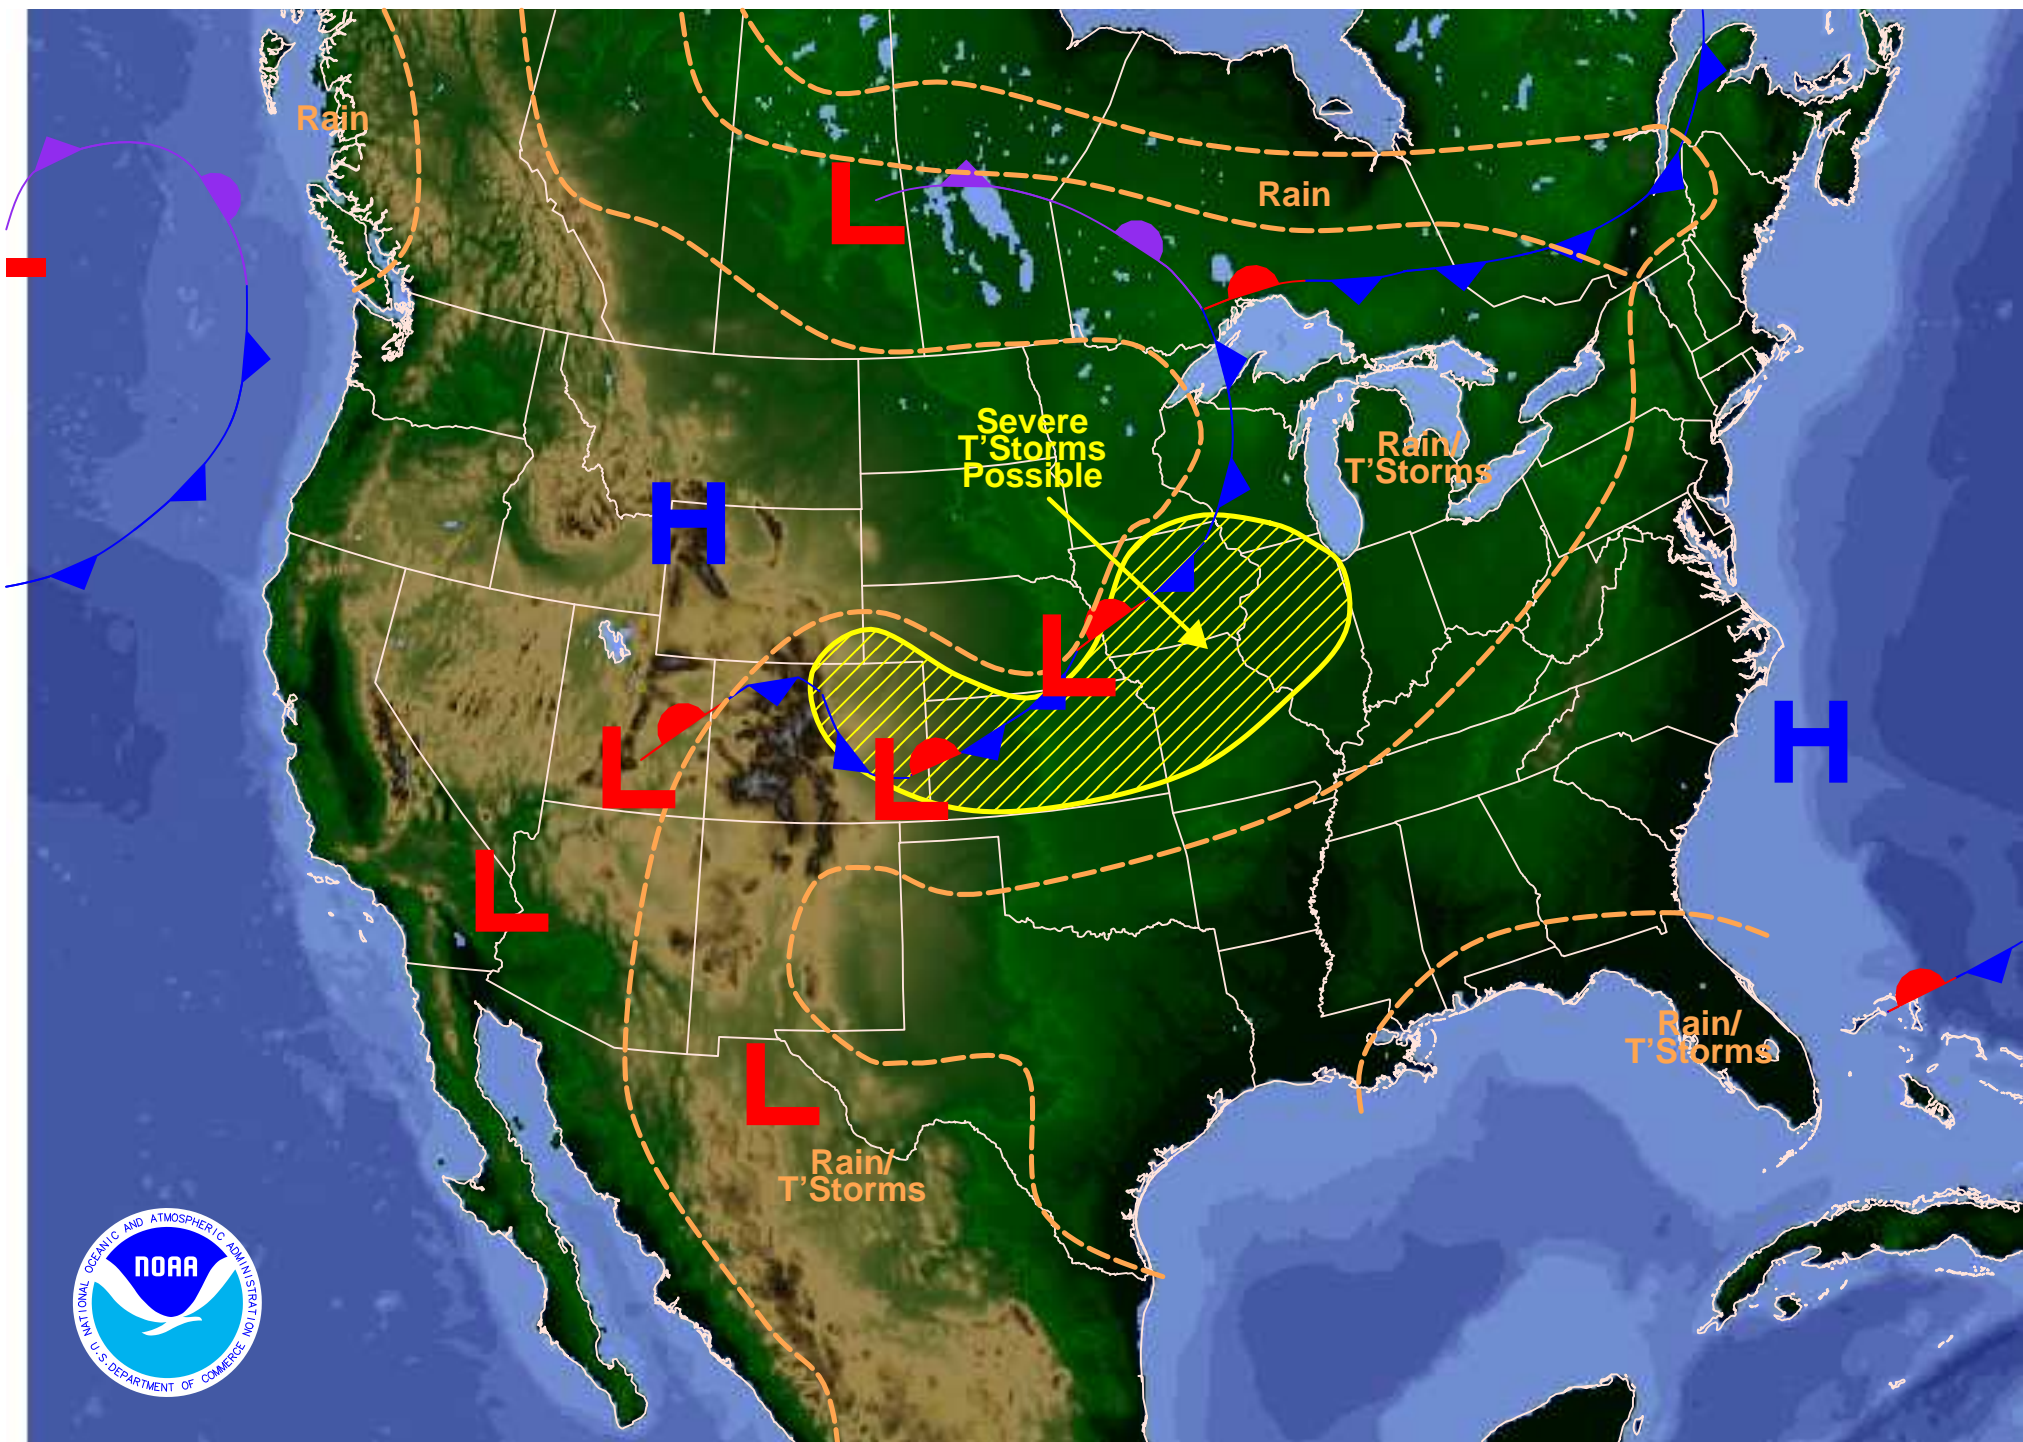 Rain
Rain
Severe
T'Storms
Possible
Rain/
T'Storms
H
L
L
L
L
H
L
L
Rain/
T'Storms
Rain/
T'Storms
NATIONAL OCEANIC AND ATMOSPHERIC ADMINISTRATION
NOAA
U.S. DEPARTMENT OF COMMERCE